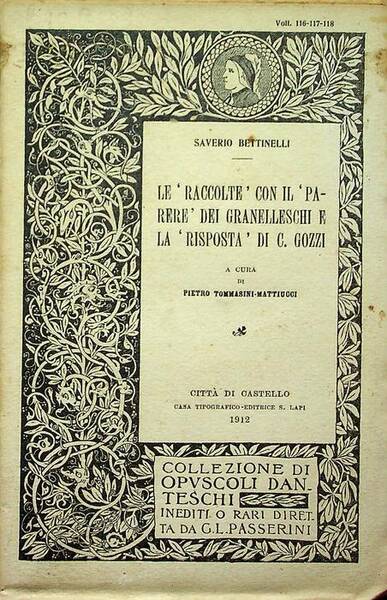 Voll. 116-117-118
SAVERIO BETTINELLI
LE 'RACCOLTE' CON IL 'PA-
RERE' DEI GRANELLESCHI E
LA 'RISPOSTA' DI C. GOZZI
A CURA
DI
PIETRO TOMMASINI-MATTIUCCI
CITTÀ DI CASTELLO
CASA TIPOGRAFICO-EDITRICE S. LAPI
1912
COLLEZIONE DI
OPVSCOLI DAN
TESCHI
INEDITI O RARI DIRET
TA DA G.L.PASSERINI